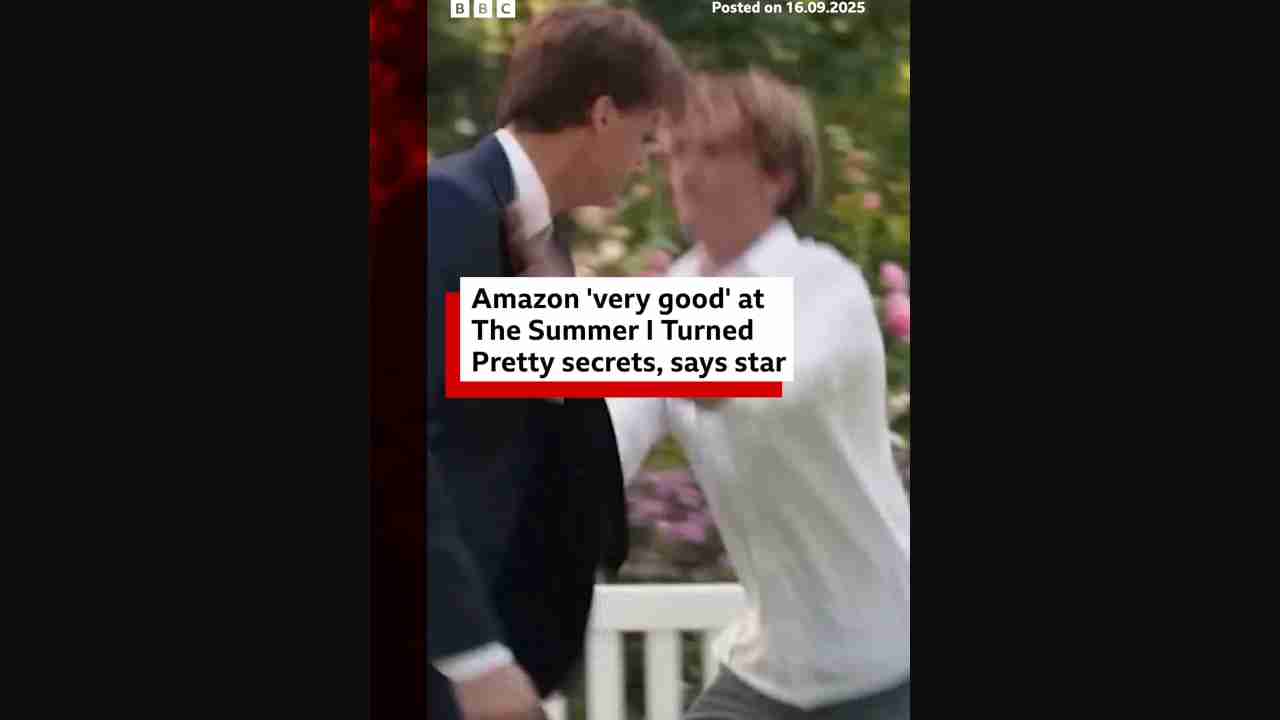 BBC
Posted on 16.09.2025
Amazon 'very good' at
The Summer I Turned
Pretty secrets, says star